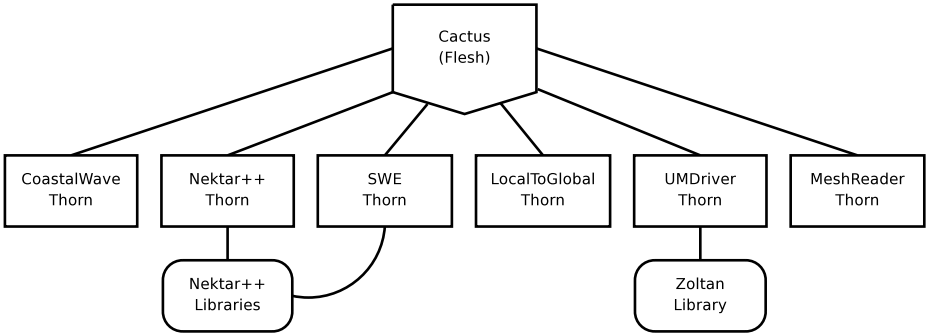 Cactus
(Flesh)
CoastalWave
Thorn
Nektar++
Thorn
SWE
Thorn
LocalToGlobal
Thorn
UMDriver
Thorn
MeshReader
Thorn
Nektar++
Libraries
Zoltan
Library